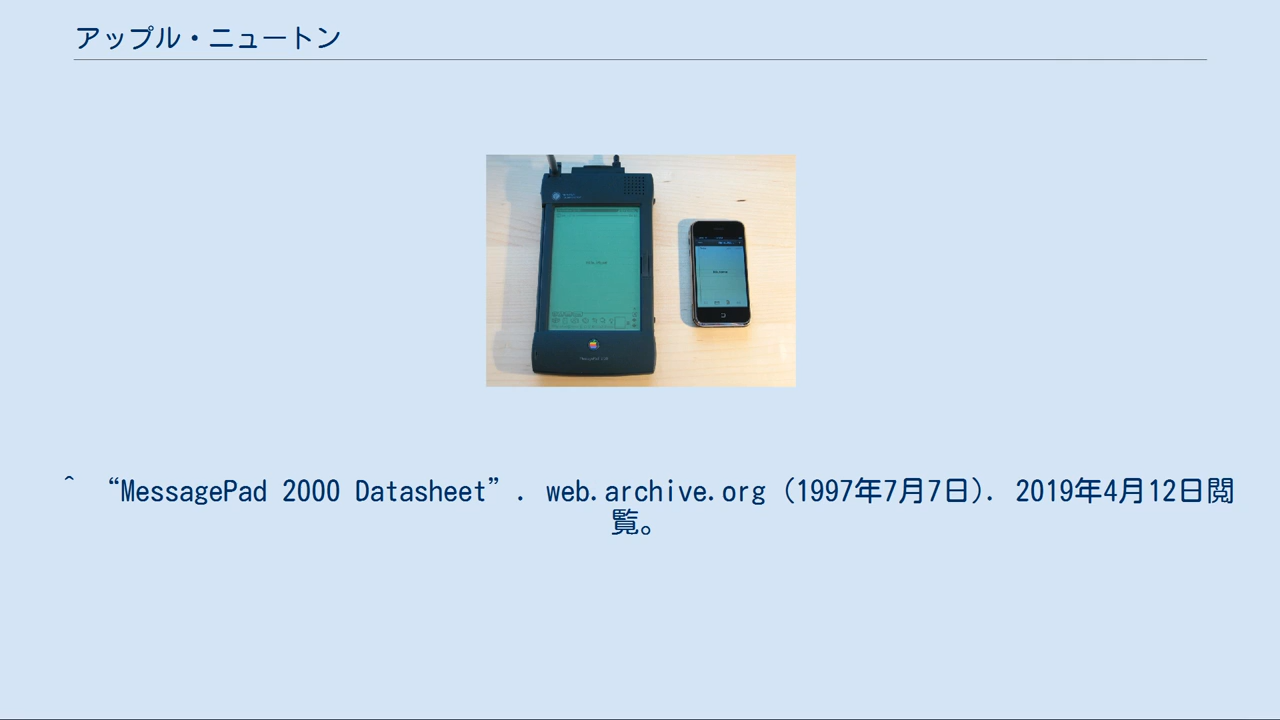 アップル・ニュートン
^ “MessagePad 2000 Datasheet”. web.archive.org (1997年7月7日). 2019年4月12日閲
覧。